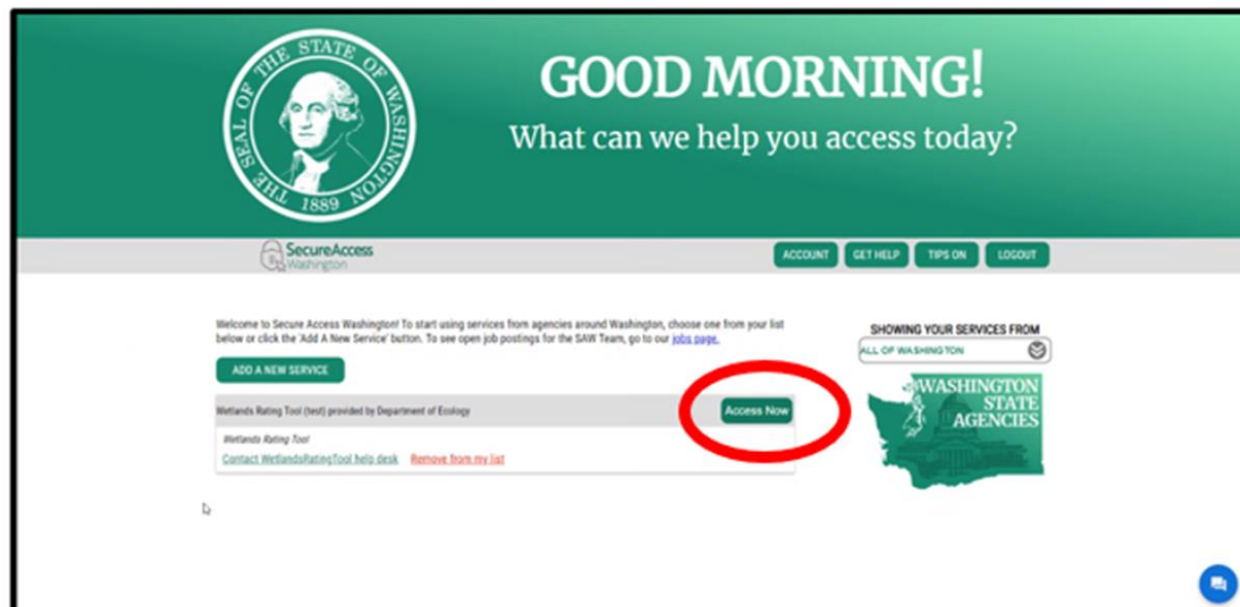 THE SEAL OF THE STATE OF WASHINGTON
1889
GOOD MORNING!
What can we help you access today?
SecureAccess
Washington
ACCOUNT
GET HELP
TIPS ON
LOGOUT
Welcome to Secure Access Washington! To start using services from agencies around Washington, choose one from your list
below or click the 'Add A New Service' button. To see open job postings for the SAW Team, go to our jobs page.
ADD A NEW SERVICE
Wetlands Rating Tool (test) provided by Department of Ecology
Access Now
Wetlands Rating Tool
Contact WetlandsRatingTool help desk
Remove from my list
SHOWING YOUR SERVICES FROM
ALL OF WASHINGTON
WASHINGTON
STATE
AGENCIES